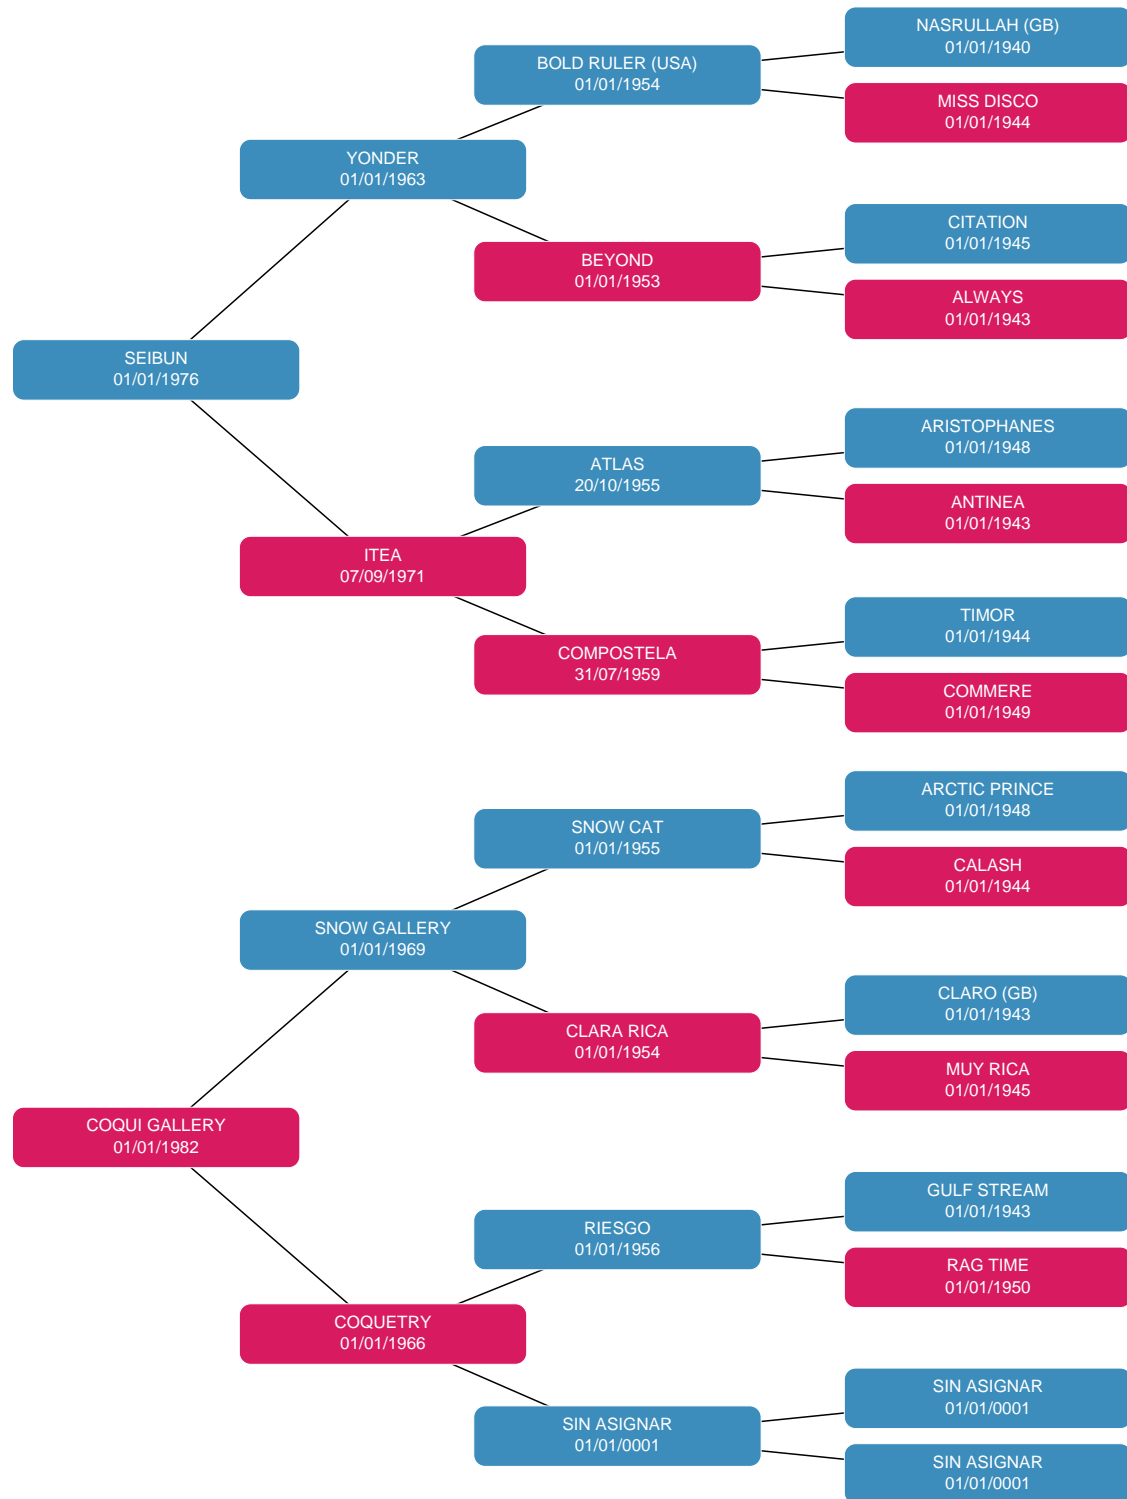 NASRULLAH (GB)
01/01/1940
BOLD RULER (USA)
01/01/1954
MISS DISCO
01/01/1944
YONDER
01/01/1963
CITATION
01/01/1945
BEYOND
01/01/1953
ALWAYS
01/01/1943
SEIBUN
01/01/1976
ARISTOPHANES
01/01/1948
ATLAS
20/10/1955
ANTINEA
01/01/1943
ITEA
07/09/1971
TIMOR
01/01/1944
COMPOSTELA
31/07/1959
COMMERE
01/01/1949
ARCTIC PRINCE
01/01/1948
SNOW CAT
01/01/1955
CALASH
01/01/1944
SNOW GALLERY
01/01/1969
CLARO (GB)
01/01/1943
CLARA RICA
01/01/1954
MUY RICA
01/01/1945
COQUI GALLERY
01/01/1982
GULF STREAM
01/01/1943
RIESGO
01/01/1956
RAG TIME
01/01/1950
COQUETRY
01/01/1966
SIN ASIGNAR
01/01/0001
SIN ASIGNAR
01/01/0001
SIN ASIGNAR
01/01/0001